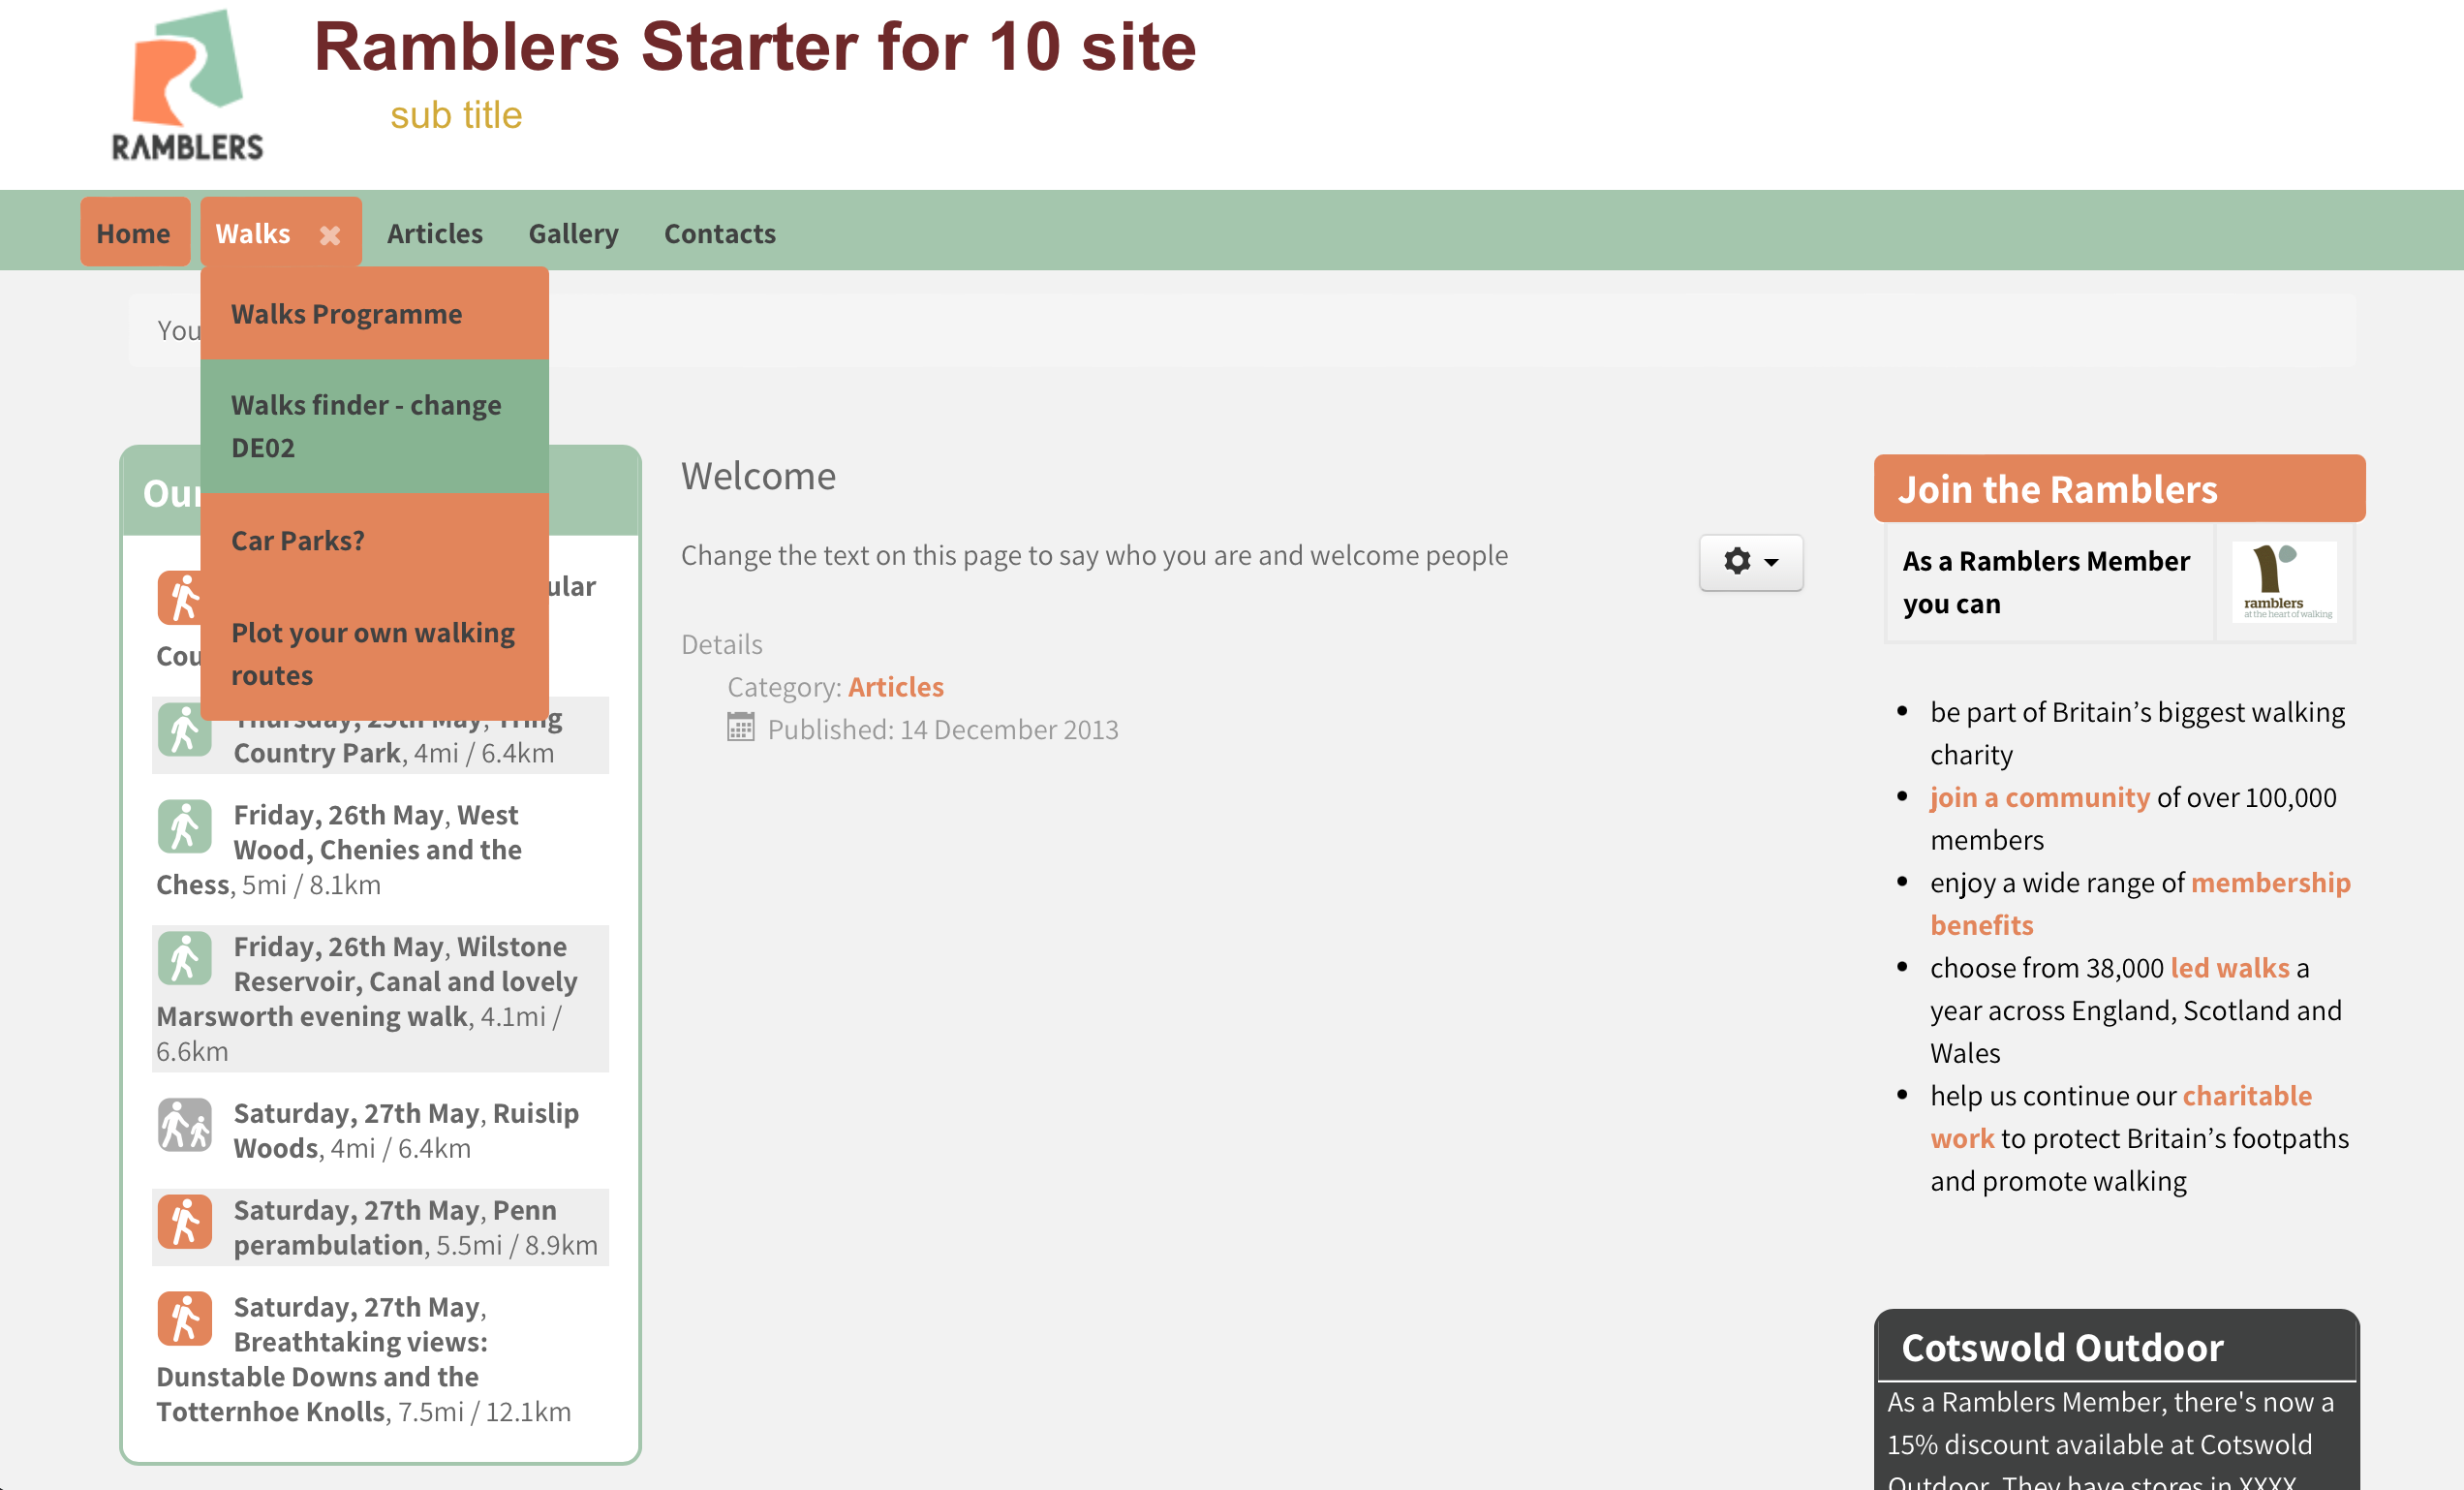 RAMBLERS
Ramblers Starter for 10 site
sub title
Home
Walks
Articles
Gallery
Contacts
Walks Programme
Walks finder - change
DE02
Car Parks?
Plot your own walking
routes
You
Our
ular
Cou
Thursday, 25th May, Tring
Country Park, 4mi / 6.4km
Friday, 26th May, West
Wood, Chenies and the
Chess, 5mi / 8.1km
Friday, 26th May, Wilstone
Reservoir, Canal and lovely
Marsworth evening walk, 4.1mi /
6.6km
Saturday, 27th May, Ruislip
Woods, 4mi / 6.4km
Saturday, 27th May, Penn
perambulation, 5.5mi / 8.9km
Saturday, 27th May,
Breathtaking views:
Dunstable Downs and the
Totternhoe Knolls, 7.5mi / 12.1km
Welcome
Change the text on this page to say who you are and welcome people
Details
Category: Articles
Published: 14 December 2013
Join the Ramblers
As a Ramblers Member
you can
ramblers
at the heart of walking
• be part of Britain’s biggest walking
charity
• join a community of over 100,000
members
• enjoy a wide range of membership
benefits
• choose from 38,000 led walks a
year across England, Scotland and
Wales
• help us continue our charitable
work to protect Britain’s footpaths
and promote walking
Cotswold Outdoor
As a Ramblers Member, there's now a
15% discount available at Cotswold
Outdoor. They have stores in XXXX